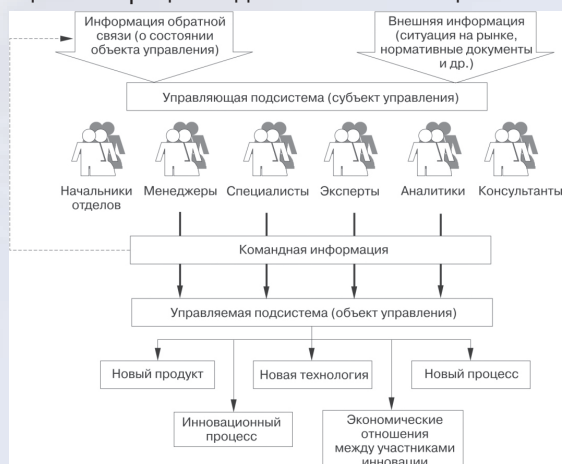 Информация обратной
связи (о состоянии
объекта управления)
Внешняя информация
(ситуация на рынке,
нормативные документы
и др.)
Управляющая подсистема (субъект управления)
Начальники
отделов
Менеджеры
Специалисты
Эксперты
Аналитики
Консультанты
Командная информация
Управляемая подсистема (объект управления)
Новый продукт
Новая технология
Новый процесс
Инновационный
процесс
Экономические
отношения
между участниками
инновации